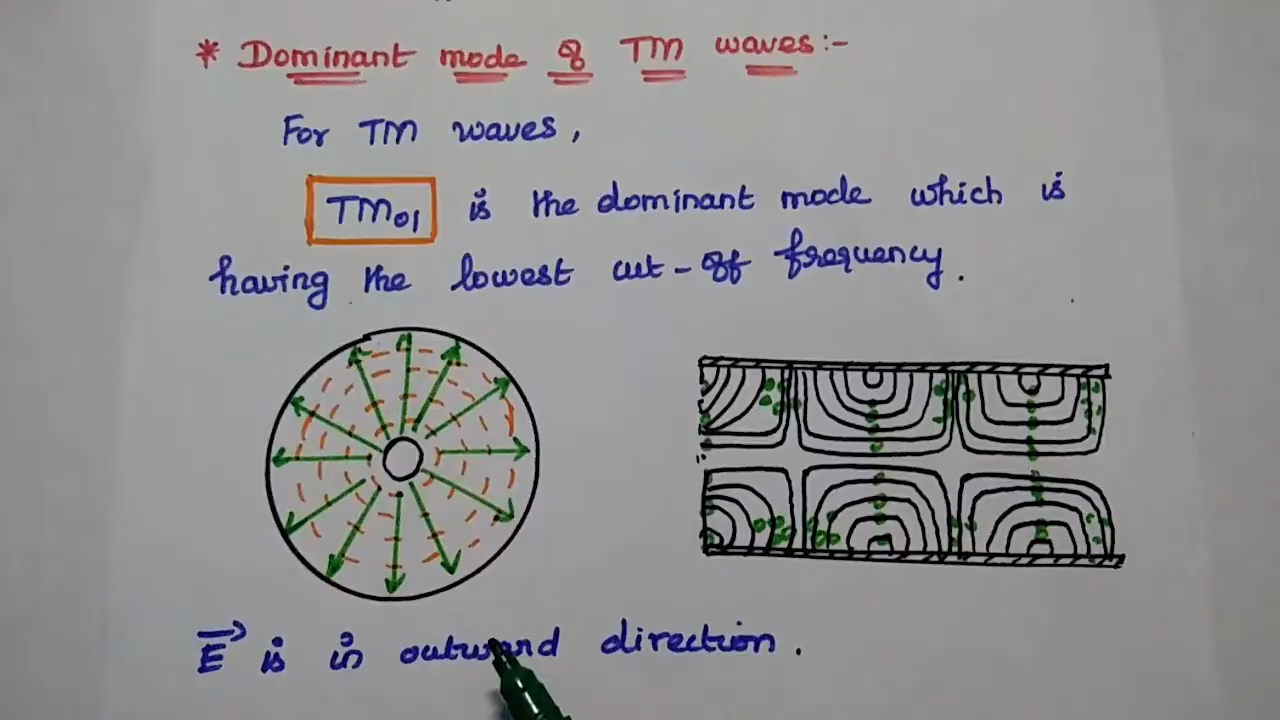 * Dominant mode of TM waves:-
For TM waves,
TM01 is the dominant mode which is
having the lowest cut-off frequency.
E is in outward direction.